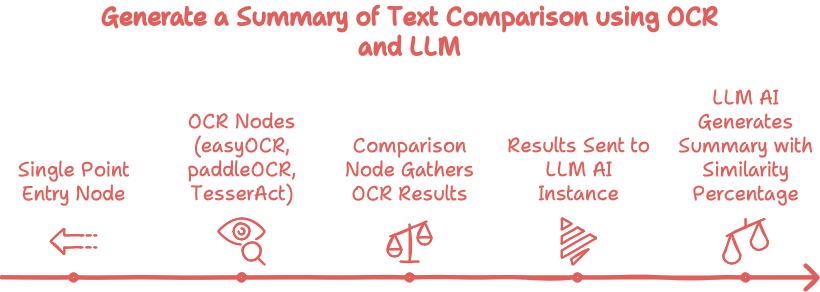 Generate a Summary of Text Comparison using OCR
and LLM
Single Point
Entry Node
OCR Nodes
(easyOCR,
paddleOCR,
TesserAct)
Comparison
Node Gathers
OCR Results
Results Sent to
LLM AI
Instance
LLM AI
Generates
Summary with
Similarity
Percentage